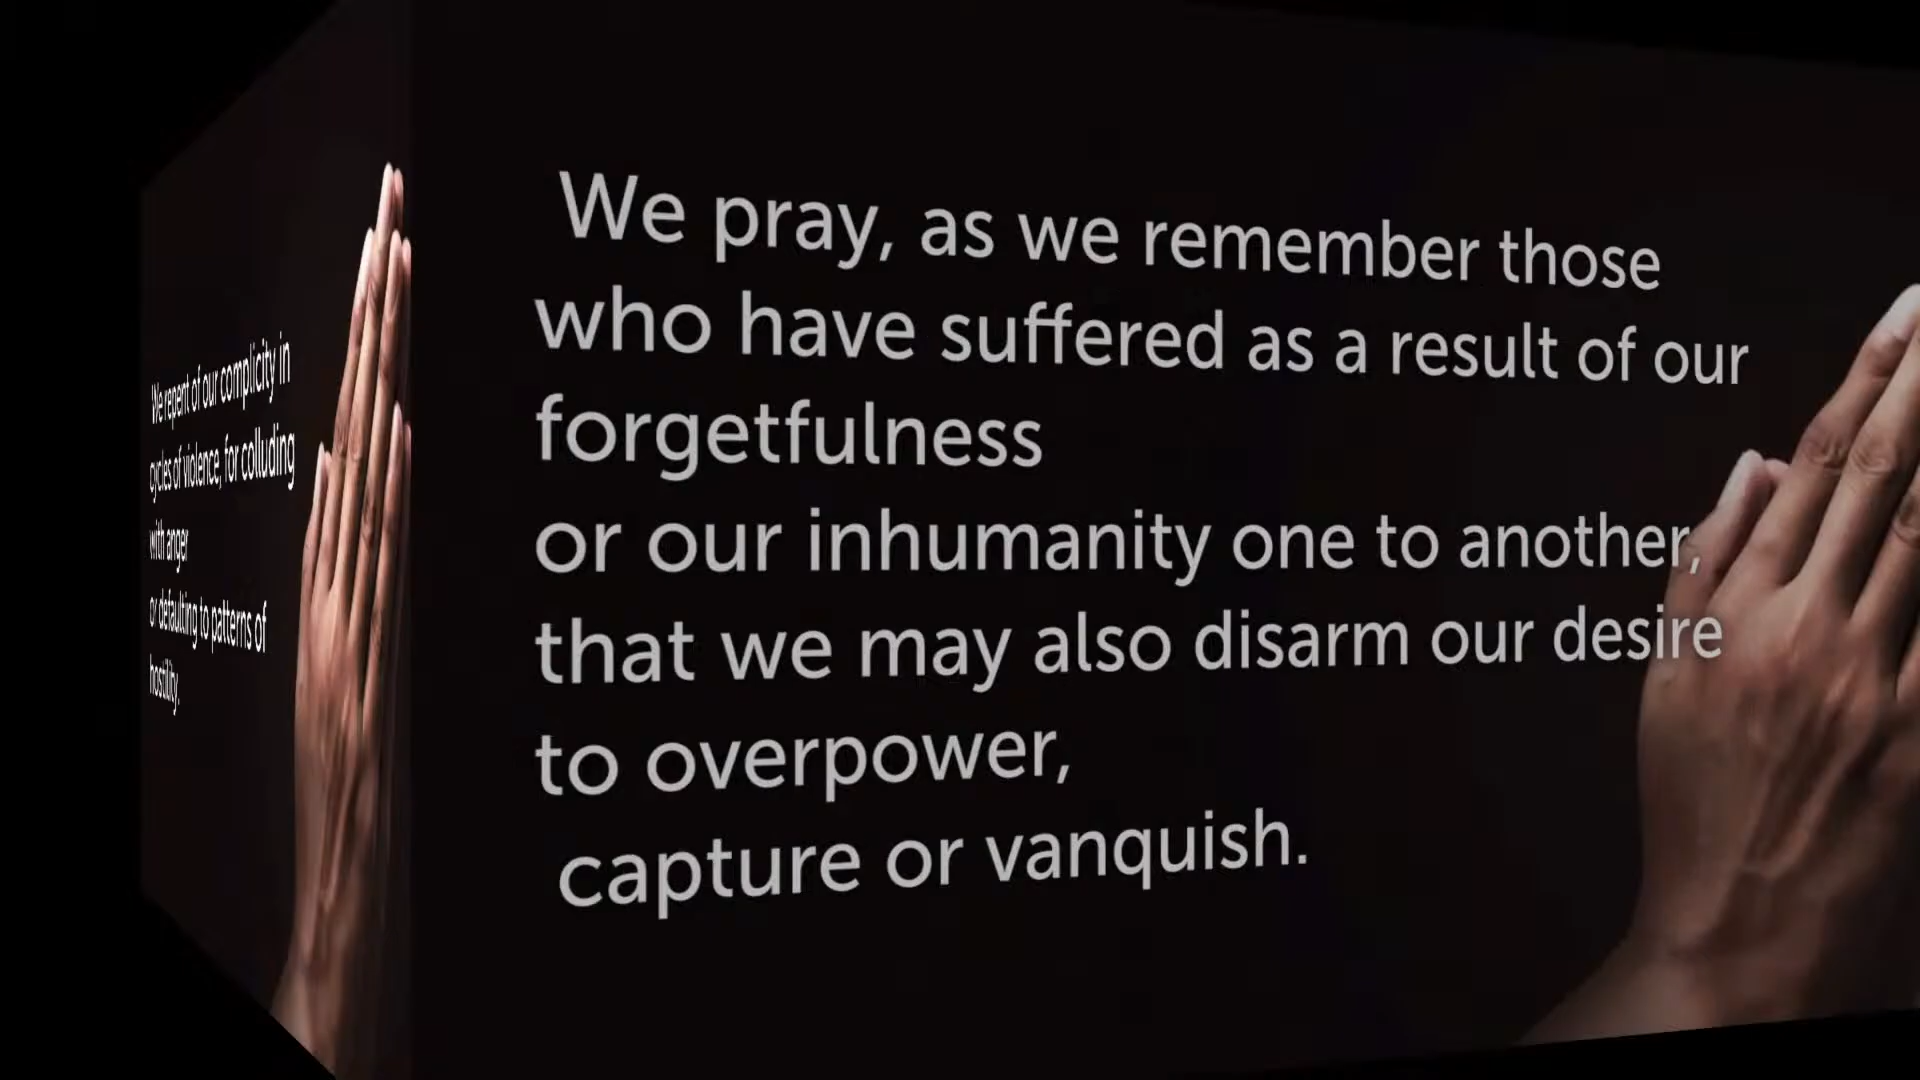 We repent of our complicity in
cycles of violence, for colluding
with anger
or defaulting to patterns of
hostility.
We pray, as we remember those
who have suffered as a result of our
forgetfulness
or our inhumanity one to another,
that we may also disarm our desire
to overpower,
capture or vanquish.